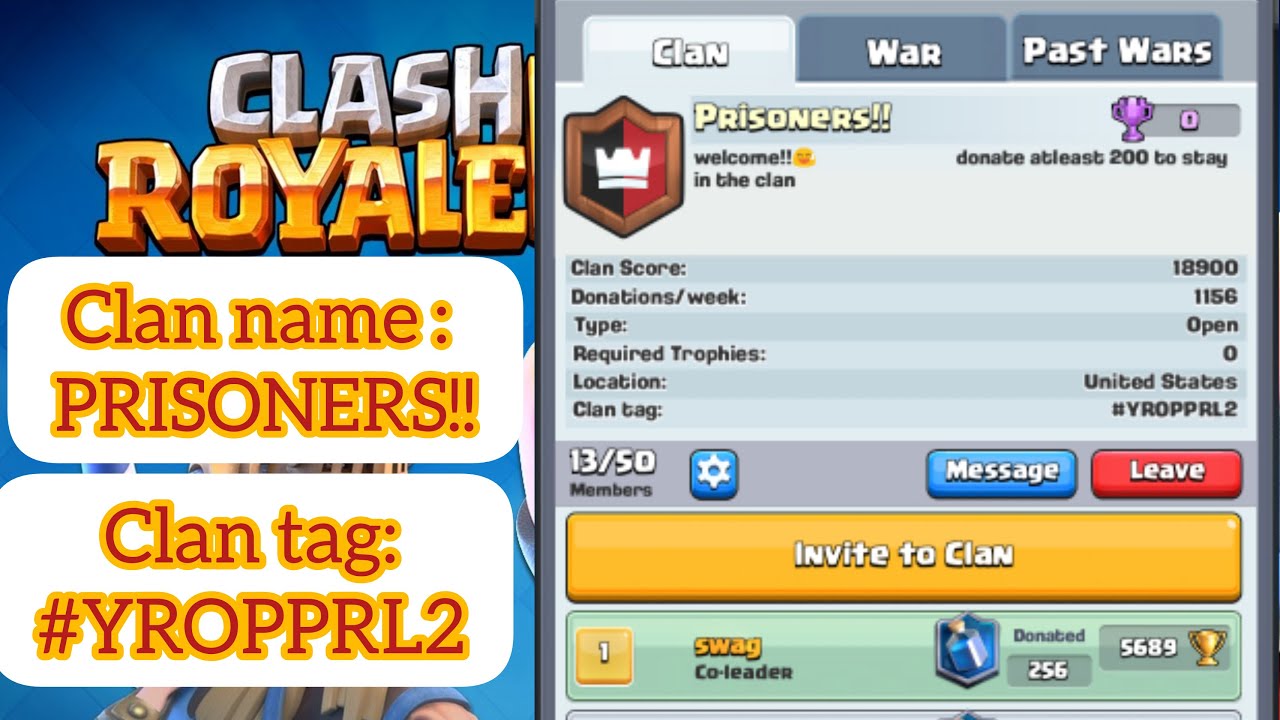 CLASH
ROYALE
Clan name :
PRISONERS!!
Clan tag:
#YROPPRL2
Clan
War
Past Wars
Prisoners!!
0
welcome!!😊 donate atleast 200 to stay
in the clan
Clan Score: 18900
Donations/week: 1156
Type: Open
Required Trophies: 0
Location: United States
Clan tag: #YROPPRL2
13/50
Members
Message
Leave
Invite to Clan
1
swag
Co-leader
Donated
256
5689